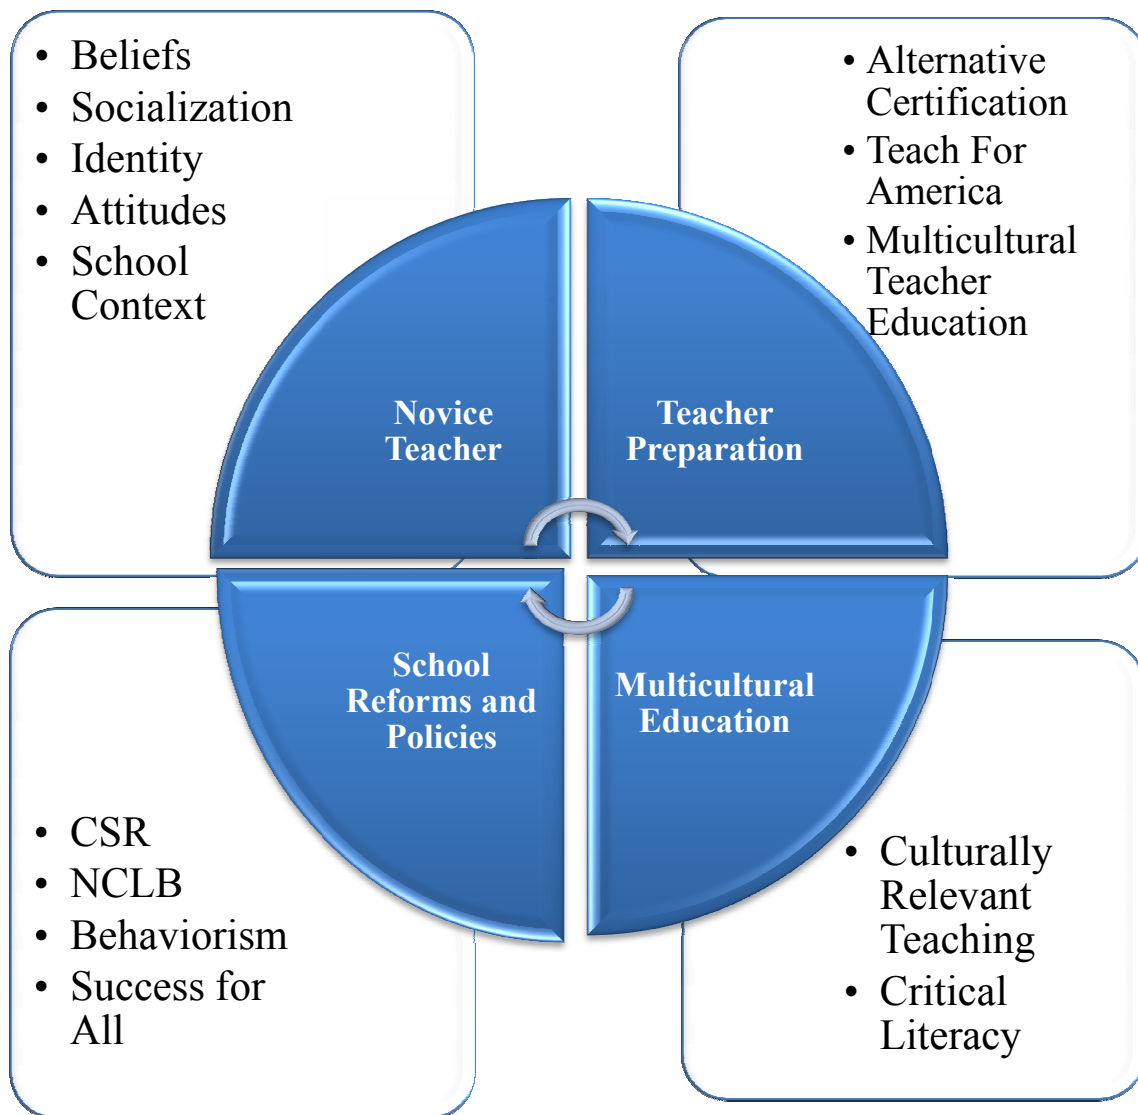 • Beliefs
• Socialization
• Identity
• Attitudes
• School
Context
• Alternative
Certification
• Teach For
America
• Multicultural
Teacher
Education
Novice
Teacher
Teacher
Preparation
School
Reforms and
Policies
Multicultural
Education
• CSR
• NCLB
• Behaviorism
• Success for
All
• Culturally
Relevant
Teaching
• Critical
Literacy